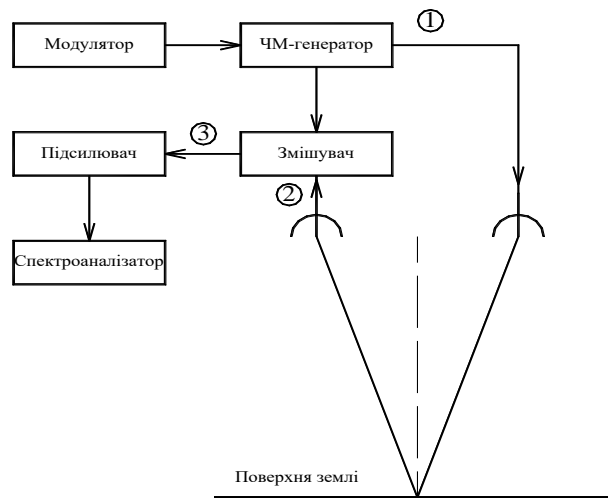 Модулятор
ЧМ-генератор
1
Підсилювач
3
Змішувач
2
Спектроаналізатор
Поверхня землі